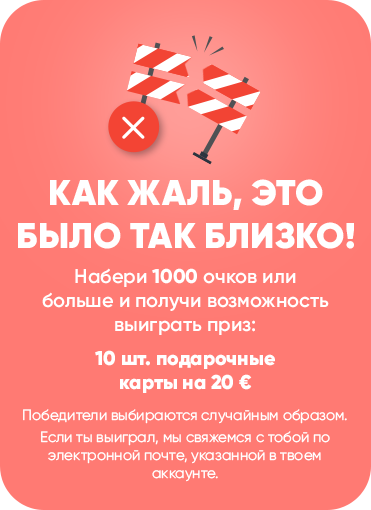 КАК ЖАЛЬ, ЭТО
БЫЛО ТАК БЛИЗКО!
Набери 1000 очков или
больше и получи возможность
выиграть приз:
10 шт. подарочные
карты на 20 €
Победители выбираются случайным образом.
Если ты выиграл, мы свяжемся с тобой по
электронной почте, указанной в твоем
аккаунте.